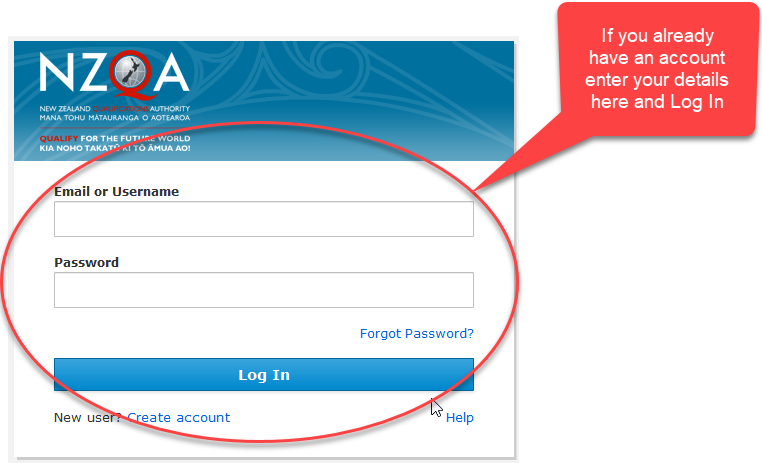 If you already
have an account
enter your details
here and Log In
NZQA
NEW ZEALAND QUALIFICATIONS AUTHORITY
MANA TOHU MĀTAURANGA O AOTEAROA
QUALIFY FOR THE FUTURE WORLD
KIA NOHO TAKATŪ KI TŌ ĀMUA AO!
Email or Username
Password
Forgot Password?
Log In
New user? Create account
Help